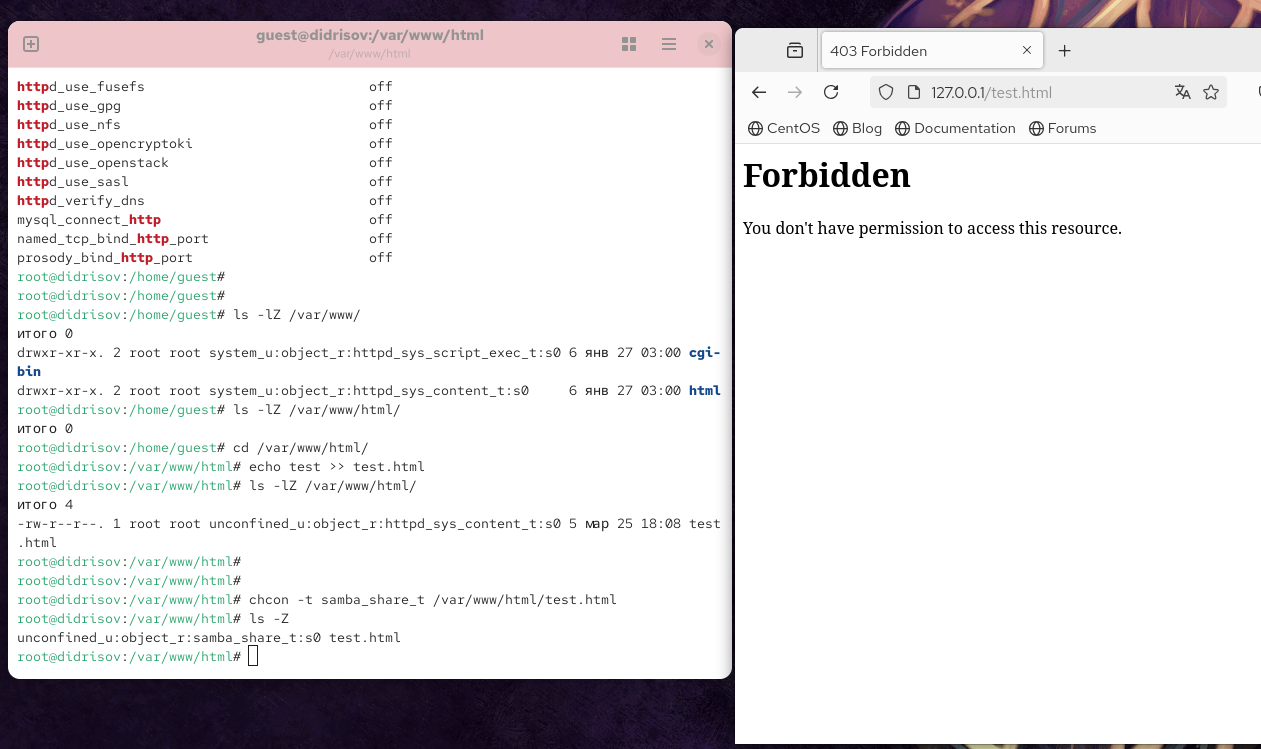 guest@didrisov:/var/www/html
/var/www/html
httpd_use_fusefs off
httpd_use_gpg off
httpd_use_nfs off
httpd_use_opencryptoki off
httpd_use_openstack off
httpd_use_sasl off
httpd_verify_dns off
mysql_connect_http off
named_tcp_bind_http_port off
prosody_bind_http_port off
root@didrisov:/home/guest#
root@didrisov:/home/guest#
root@didrisov:/home/guest# ls -lZ /var/www/
итого 0
drwxr-xr-x. 2 root root system_u:object_r:httpd_sys_script_exec_t:s0 6 янв 27 03:00 cgi-
bin
drwxr-xr-x. 2 root root system_u:object_r:httpd_sys_content_t:s0 6 янв 27 03:00 html
root@didrisov:/home/guest# ls -lZ /var/www/html/
итого 0
root@didrisov:/home/guest# cd /var/www/html/
root@didrisov:/var/www/html# echo test >> test.html
root@didrisov:/var/www/html# ls -lZ /var/www/html/
итого 4
-rw-r--r--. 1 root root unconfined_u:object_r:httpd_sys_content_t:s0 5 мар 25 18:08 test
.html
root@didrisov:/var/www/html#
root@didrisov:/var/www/html#
root@didrisov:/var/www/html# chcon -t samba_share_t /var/www/html/test.html
root@didrisov:/var/www/html# ls -Z
unconfined_u:object_r:samba_share_t:s0 test.html
root@didrisov:/var/www/html#
403 Forbidden
127.0.0.1/test.html
CentOS Blog Documentation Forums
Forbidden
You don't have permission to access this resource.